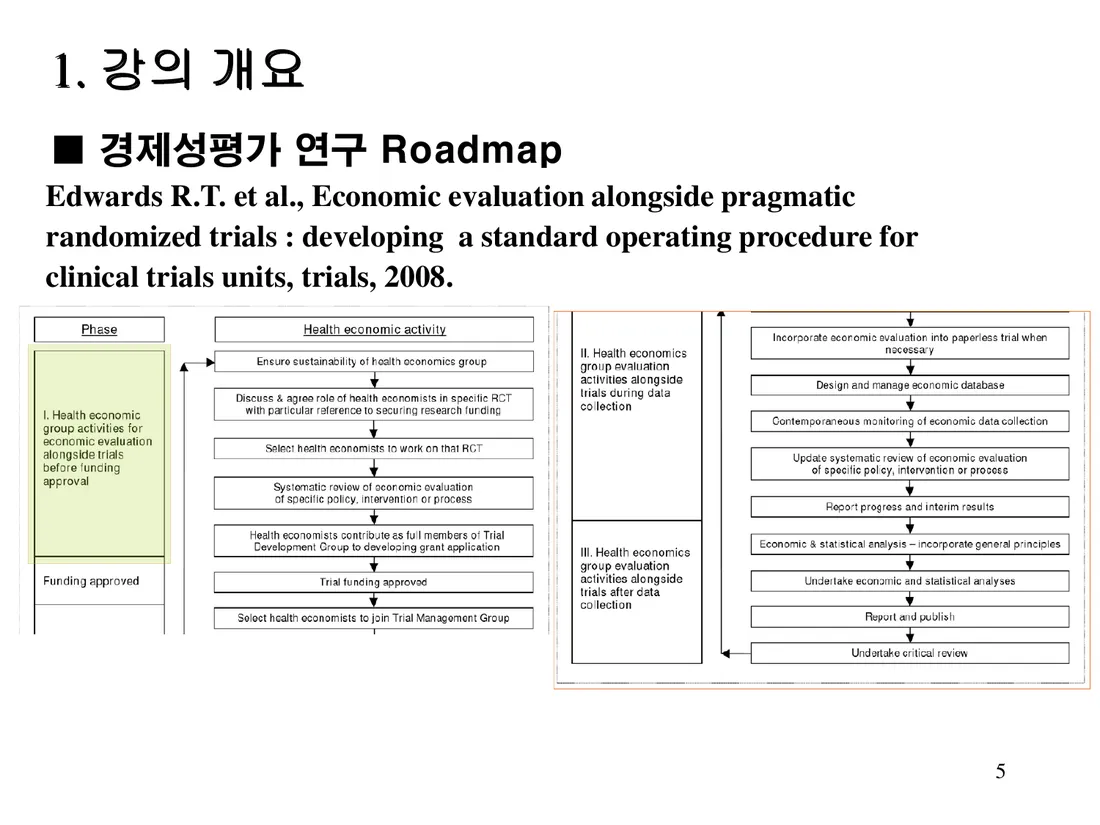 1. 강의 개요
■ 경제성평가 연구 Roadmap
Edwards R.T. et al., Economic evaluation alongside pragmatic
randomized trials : developing a standard operating procedure for
clinical trials units, trials, 2008.
Phase
Health economic activity
I. Health economic
group activities for
economic evaluation
alongside trials
before funding
approval
Funding approved
Ensure sustainability of health economics group
Discuss & agree role of health economists in specific RCT
with particular reference to securing research funding
Select health economists to work on that RCT
Systematic review of economic evaluation
of specific policy, intervention or process
Health economists contribute as full members of Trial
Development Group to developing grant application
Trial funding approved
Select health economists to join Trial Management Group
II. Health economics
group evaluation
activities alongside
trials during data
collection
III. Health economics
group evaluation
activities alongside
trials after data
collection
Incorporate economic evaluation into paperless trial when
necessary
Design and manage economic database
Contemporaneous monitoring of economic data collection
Update systematic review of economic evaluation
of specific policy, intervention or process
Report progress and interim results
Economic & statistical analysis – incorporate general principles
Undertake economic and statistical analyses
Report and publish
Undertake critical review
5